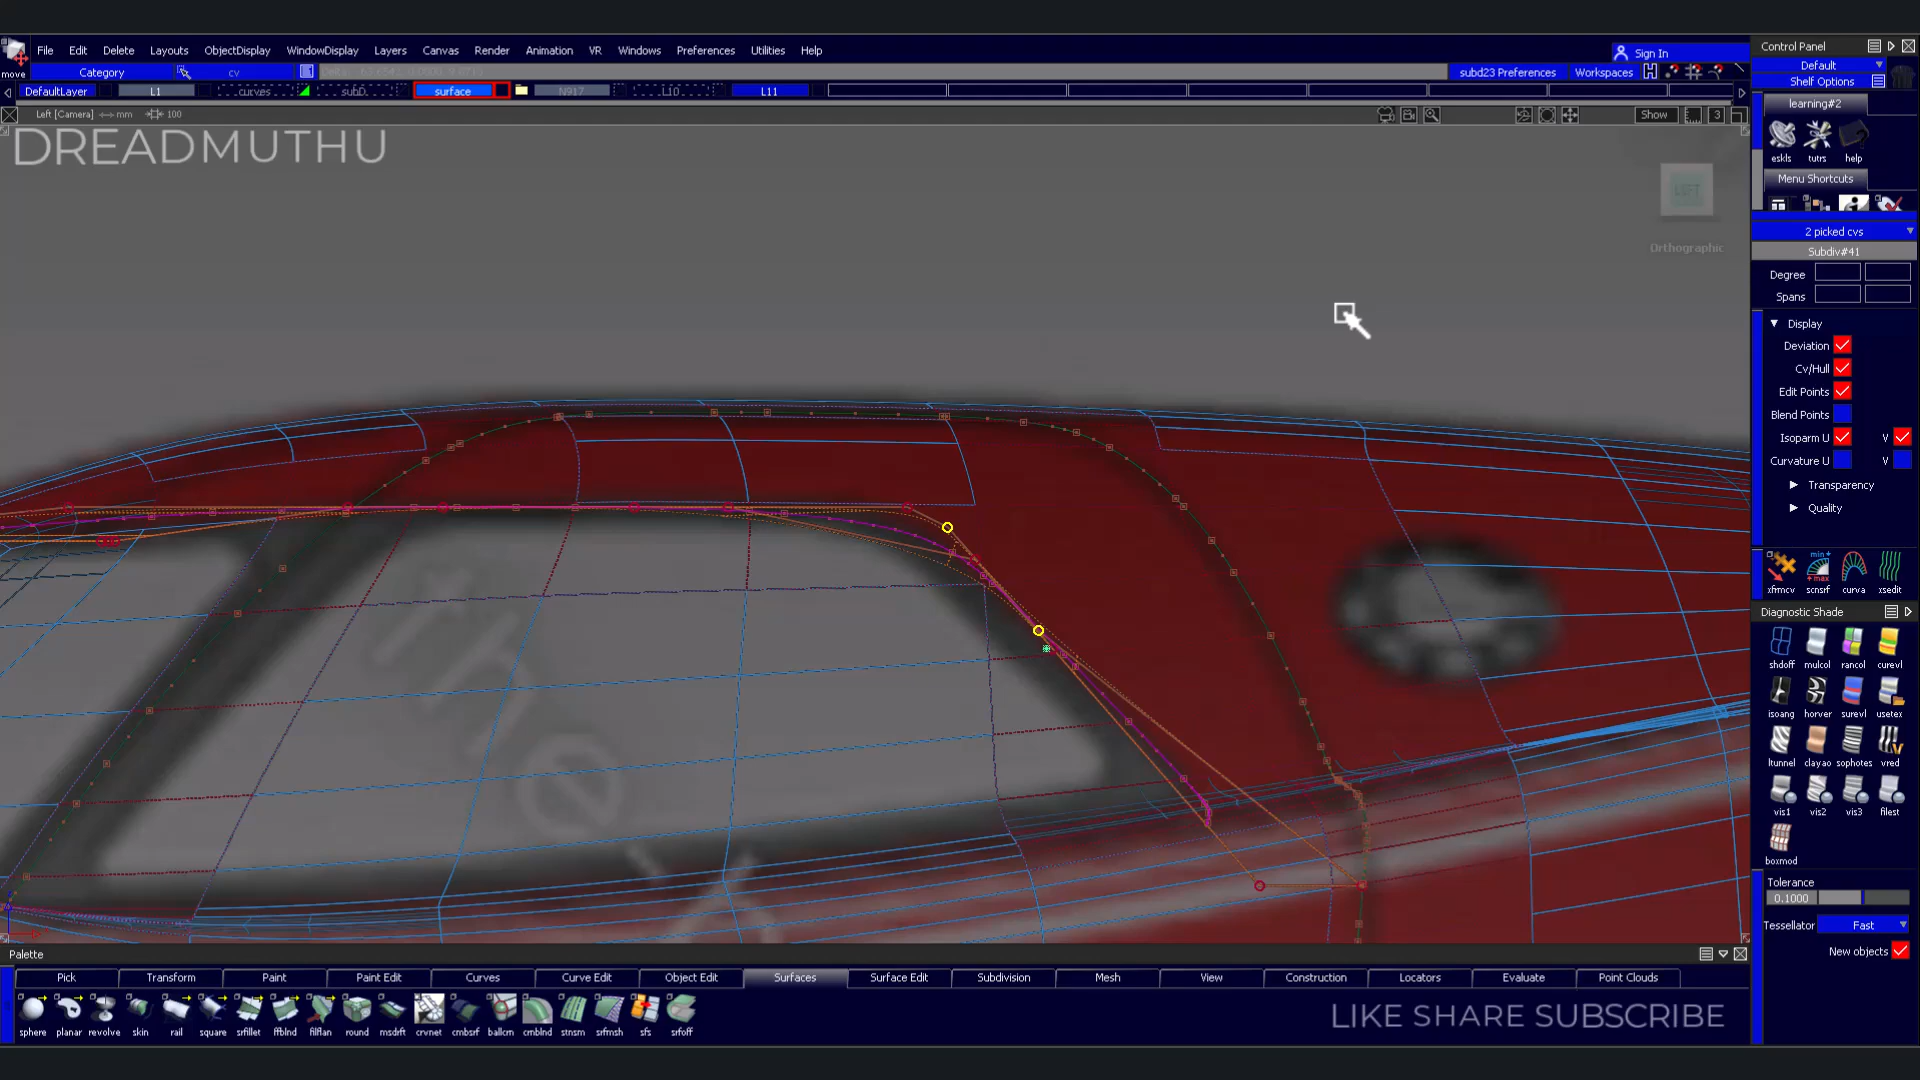 File Edit Delete Layouts ObjectDisplay WindowDisplay Layers Canvas Render Animation VR Windows Preferences Utilities Help
Sign In
move
Category
cv
subd23 Preferences
Workspaces
DefaultLayer
L1
curves
subD
surface
N917
L10
L11
Left [Camera] mm 100
Show
3
DREADMUTHU
LEFT
Orthographic
Control Panel
Default
Shelf Options
learning#2
eskls tutrs help
Menu Shortcuts
2 picked cvs
Subdiv#41
Degree
Spans
Display
Deviation
Cv/Hull
Edit Points
Blend Points
Isoparm U V
Curvature U V
Transparency
Quality
min
max
xfrmcv scnsrf curva xsedit
Diagnostic Shade
shdoff mulcol rancol curevl
isoang horver surevl usetex
ltunnel clayao sophotes vred
vis1 vis2 vis3 filest
boxmod
Tolerance
0.1000
Tessellator Fast
New objects
Palette
Pick Transform Paint Paint Edit Curves Curve Edit Object Edit Surfaces Surface Edit Subdivision Mesh View Construction Locators Evaluate Point Clouds
sphere planar revolve skin rail square srfillet ffblnd filflan round msdrft crvnet cmbsrf ballcrn cmblnd stnsm srfmsh sfs srfoff
LIKE SHARE SUBSCRIBE